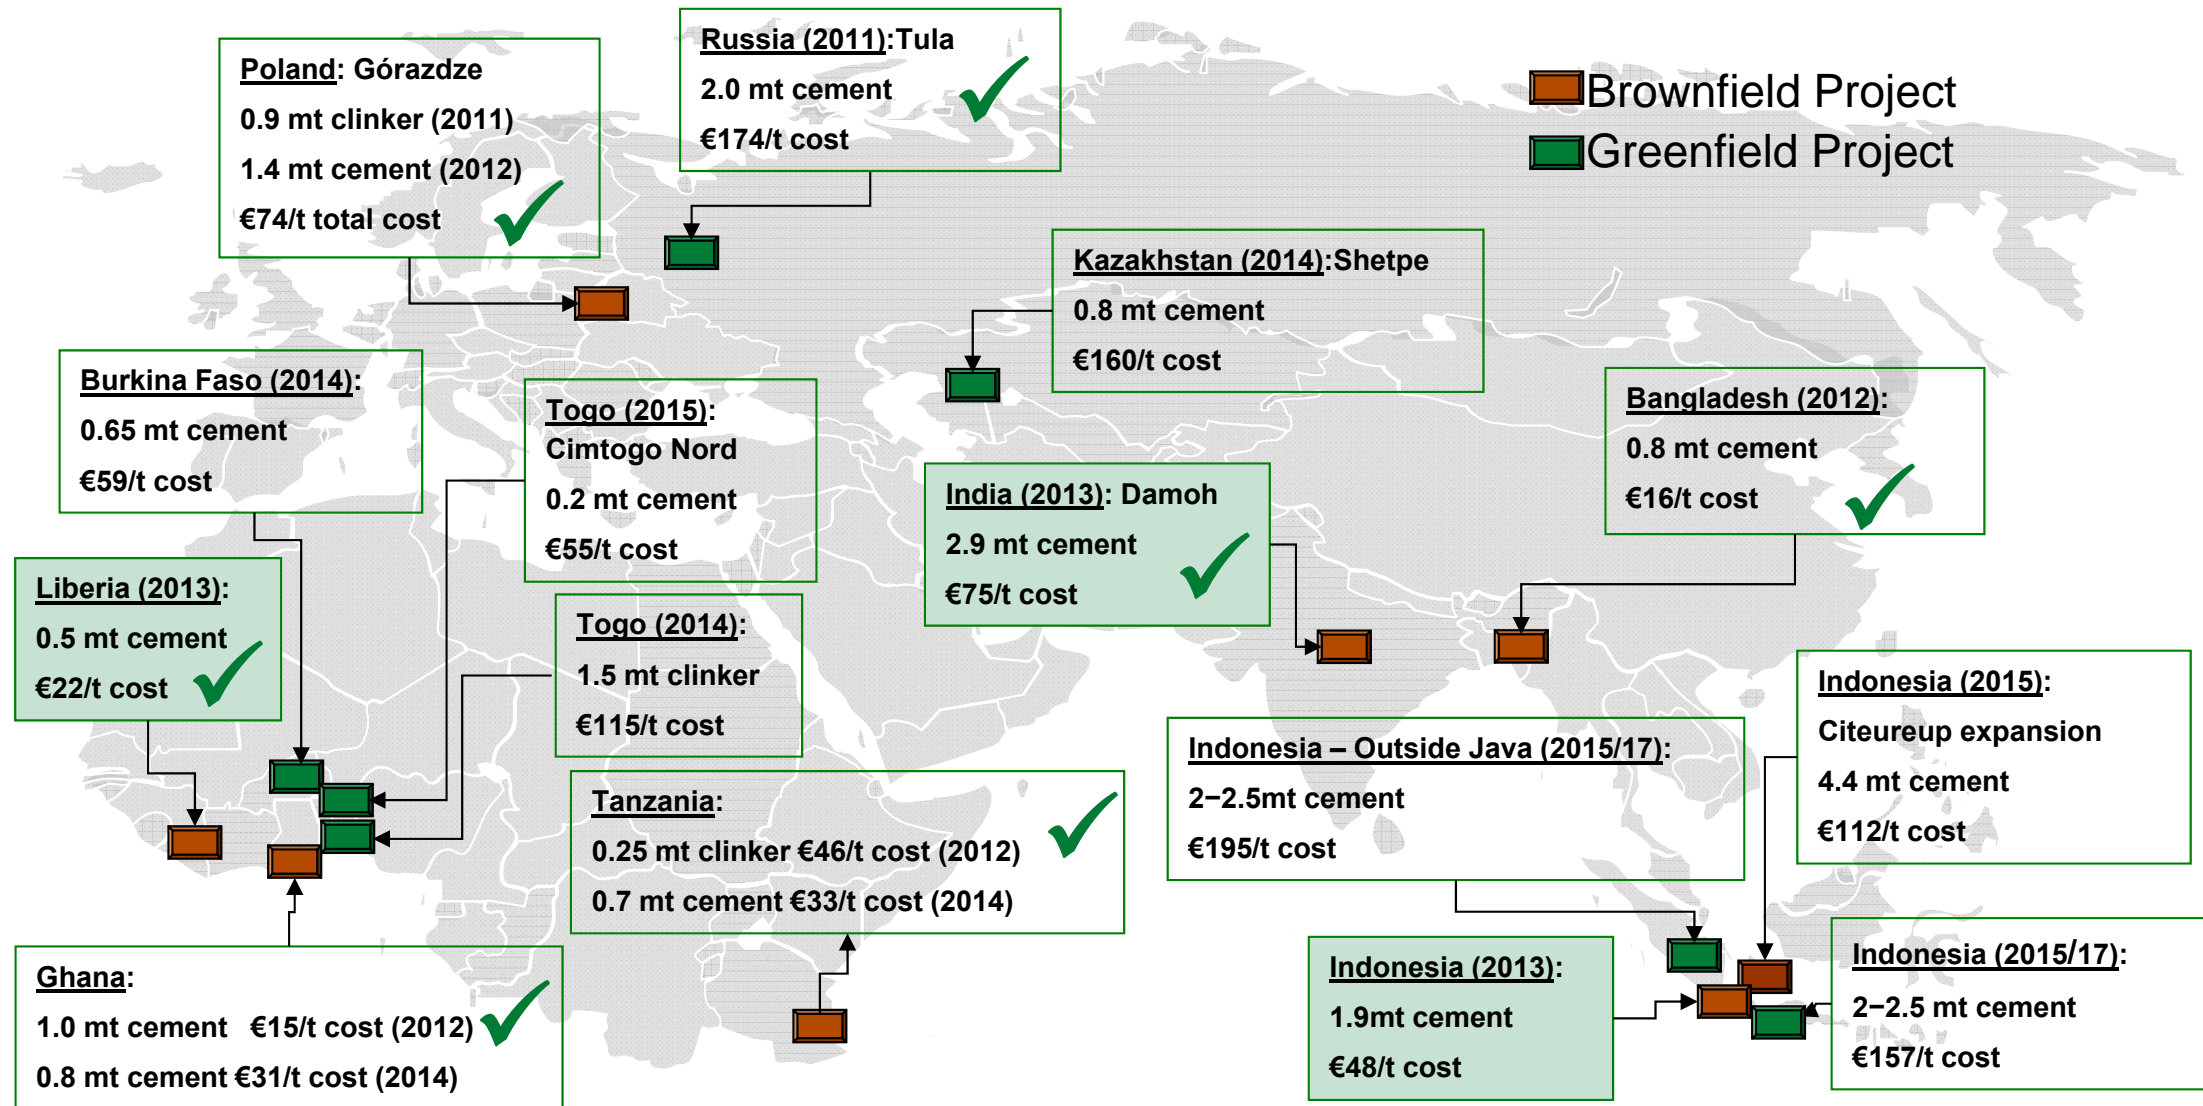 Poland: Górazdze
0.9 mt clinker (2011)
1.4 mt cement (2012)
€74/t total cost
Russia (2011):Tula
2.0 mt cement
€174/t cost
Brownfield Project
Greenfield Project
Kazakhstan (2014):Shetpe
0.8 mt cement
€160/t cost
Burkina Faso (2014):
0.65 mt cement
€59/t cost
Togo (2015):
Cimtogo Nord
0.2 mt cement
€55/t cost
Bangladesh (2012):
0.8 mt cement
€16/t cost
India (2013): Damoh
2.9 mt cement
€75/t cost
Liberia (2013):
0.5 mt cement
€22/t cost
Togo (2014):
1.5 mt clinker
€115/t cost
Indonesia (2015):
Citeureup expansion
4.4 mt cement
€112/t cost
Indonesia – Outside Java (2015/17):
2−2.5mt cement
€195/t cost
Tanzania:
0.25 mt clinker €46/t cost (2012)
0.7 mt cement €33/t cost (2014)
Ghana:
1.0 mt cement €15/t cost (2012)
0.8 mt cement €31/t cost (2014)
Indonesia (2013):
1.9mt cement
€48/t cost
Indonesia (2015/17):
2−2.5 mt cement
€157/t cost